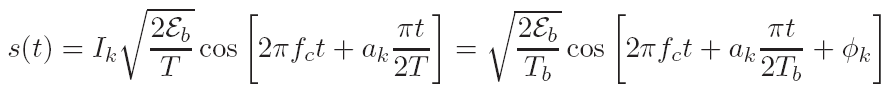 s(t) = I_k \sqrt{\frac{2\mathcal{E}_b}{T}} \cos\left[2\pi f_c t + a_k \frac{\pi t}{2T}\right] = \sqrt{\frac{2\mathcal{E}_b}{T_b}} \cos\left[2\pi f_c t + a_k \frac{\pi t}{2T_b} + \phi_k\right]